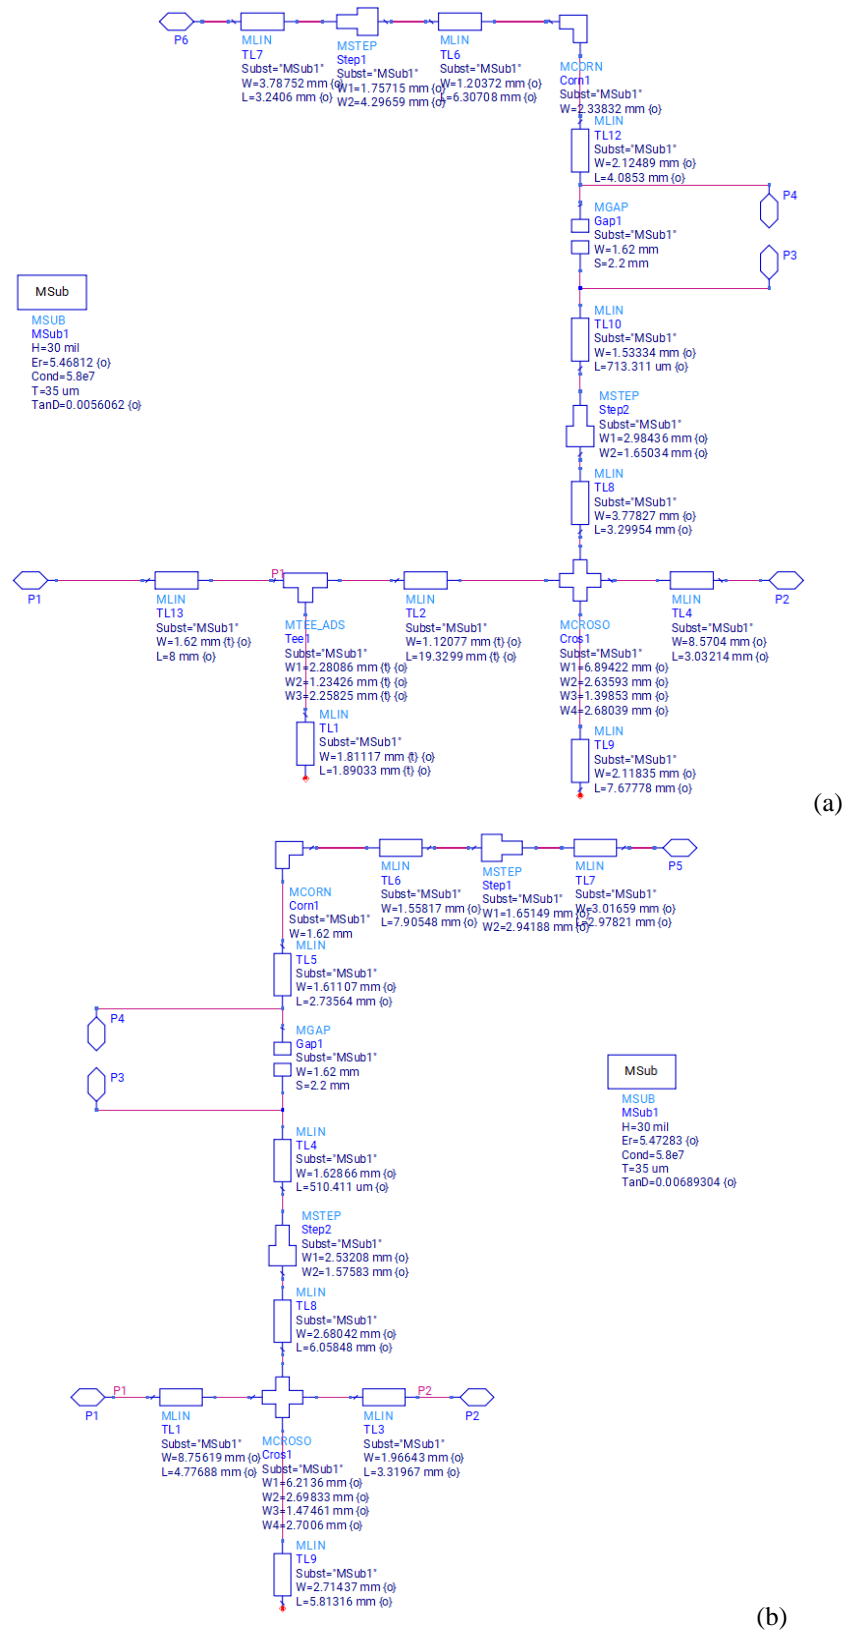 P6
MLIN
TL7
Subst="MSub1"
W=3.78752 mm {o}
L=3.2406 mm {o}
MSTEP
Step1
Subst="MSub1"
W1=1.75715 mm {o}
W2=4.29659 mm {o}
MLIN
TL6
Subst="MSub1"
W=1.20372 mm {o}
L=6.30708 mm {o}
MCORN
Corn1
Subst="MSub1"
W=2.33832 mm {o}
MLIN
TL12
Subst="MSub1"
W=2.12489 mm {o}
L=4.0853 mm {o}
P4
MGAP
Gap1
Subst="MSub1"
W=1.62 mm
S=2.2 mm
P3
MSub
MSUB
MSub1
H=30 mil
Er=5.46812 {o}
Cond=5.8e7
T=35 um
TanD=0.0056062 {o}
MLIN
TL10
Subst="MSub1"
W=1.53334 mm {o}
L=713.311 um {o}
MSTEP
Step2
Subst="MSub1"
W1=2.98436 mm {o}
W2=1.65034 mm {o}
MLIN
TL8
Subst="MSub1"
W=3.77827 mm {o}
L=3.29954 mm {o}
P1
MLIN
TL13
Subst="MSub1"
W=1.62 mm {t} {o}
L=8 mm {o}
P1
MTEE_ADS
Tee1
Subst="MSub1"
W1=2.28086 mm {t} {o}
W2=1.23426 mm {t} {o}
W3=2.25825 mm {t} {o}
MLIN
TL2
Subst="MSub1"
W=1.12077 mm {t} {o}
L=19.3299 mm {t} {o}
MCROSO
Cros1
Subst="MSub1"
W1=6.89422 mm {o}
W2=2.63593 mm {o}
W3=1.39853 mm {o}
W4=2.68039 mm {o}
MLIN
TL4
Subst="MSub1"
W=8.5704 mm {o}
L=3.03214 mm {o}
P2
MLIN
TL1
Subst="MSub1"
W=1.81117 mm {t} {o}
L=1.89033 mm {t} {o}
MLIN
TL9
Subst="MSub1"
W=2.11835 mm {o}
L=7.67778 mm {o}
(a)
MCORN
Corn1
Subst="MSub1"
W=1.62 mm
MLIN
TL6
Subst="MSub1"
W=1.55817 mm {o}
L=7.90548 mm {o}
MSTEP
Step1
Subst="MSub1"
W1=1.65149 mm {o}
W2=2.94188 mm {o}
MLIN
TL7
Subst="MSub1"
W=3.01659 mm {o}
L=2.97821 mm {o}
P5
MLIN
TL5
Subst="MSub1"
W=1.61107 mm {o}
L=2.73564 mm {o}
P4
MGAP
Gap1
Subst="MSub1"
W=1.62 mm
S=2.2 mm
P3
MSub
MSUB
MSub1
H=30 mil
Er=5.47283 {o}
Cond=5.8e7
T=35 um
TanD=0.00689304 {o}
MLIN
TL4
Subst="MSub1"
W=1.62866 mm {o}
L=510.411 um {o}
MSTEP
Step2
Subst="MSub1"
W1=2.53208 mm {o}
W2=1.57583 mm {o}
MLIN
TL8
Subst="MSub1"
W=2.68042 mm {o}
L=6.05848 mm {o}
P1
P1
MLIN
TL1
Subst="MSub1"
W=8.75619 mm {o}
L=4.77688 mm {o}
MCROSO
Cros1
Subst="MSub1"
W1=6.2136 mm {o}
W2=2.69833 mm {o}
W3=1.47461 mm {o}
W4=2.7006 mm {o}
MLIN
TL3
Subst="MSub1"
W=1.96643 mm {o}
L=3.31967 mm {o}
P2
P2
MLIN
TL9
Subst="MSub1"
W=2.71437 mm {o}
L=5.81316 mm {o}
(b)